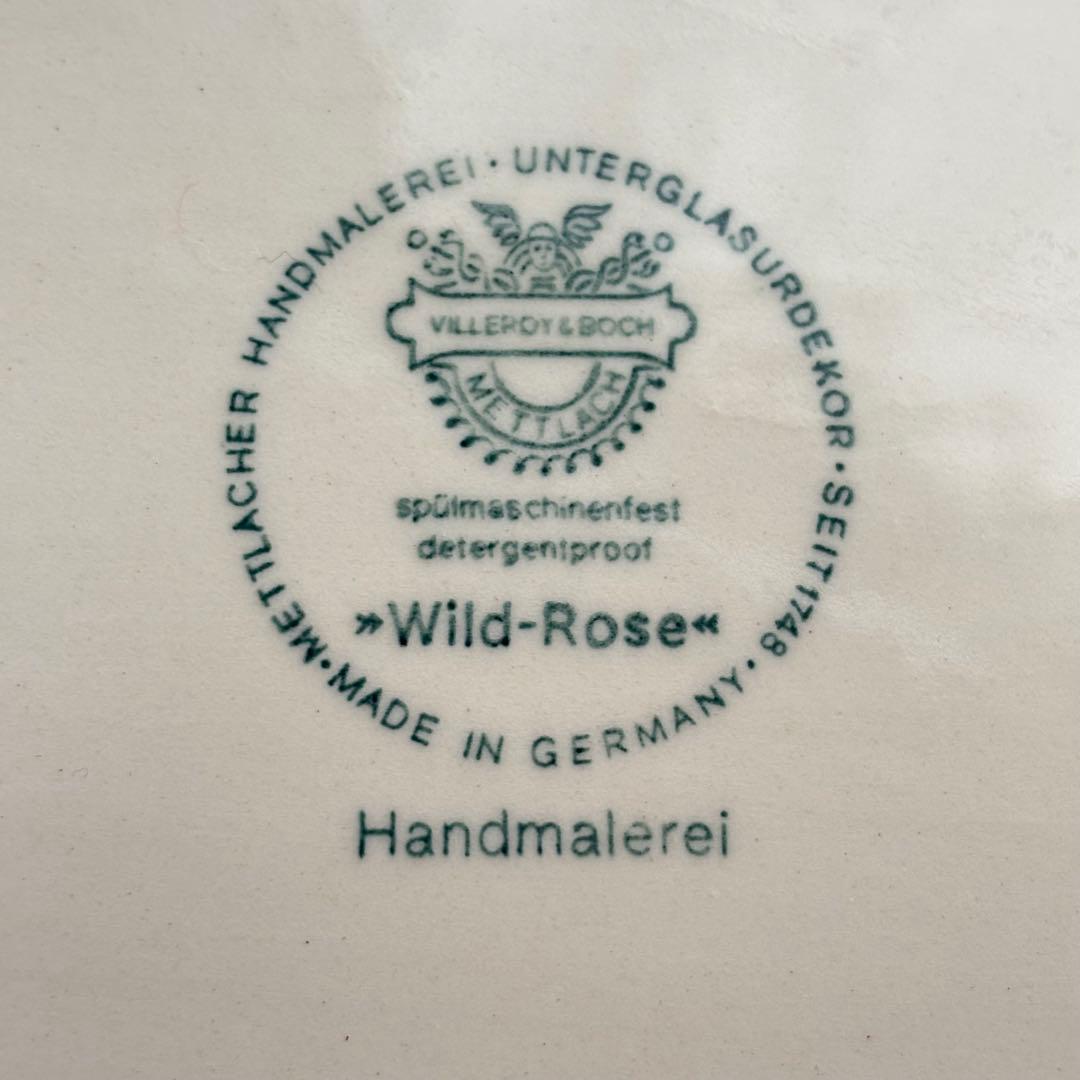 METTLACHER HANDMALEREI · UNTERGLASURDEKOR · SEIT 1748 · MADE IN GERMANY ·
VILLEROY & BOCH
METTLACH
spülmaschinenfest
detergentproof
»Wild-Rose«
Handmalerei